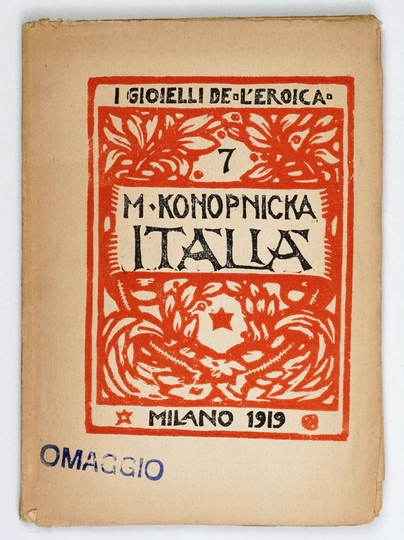 I GIOIELLI DE "L'EROICA"
7
M · KONOPNICKA
ITALIA
MILANO 1919
OMAGGIO